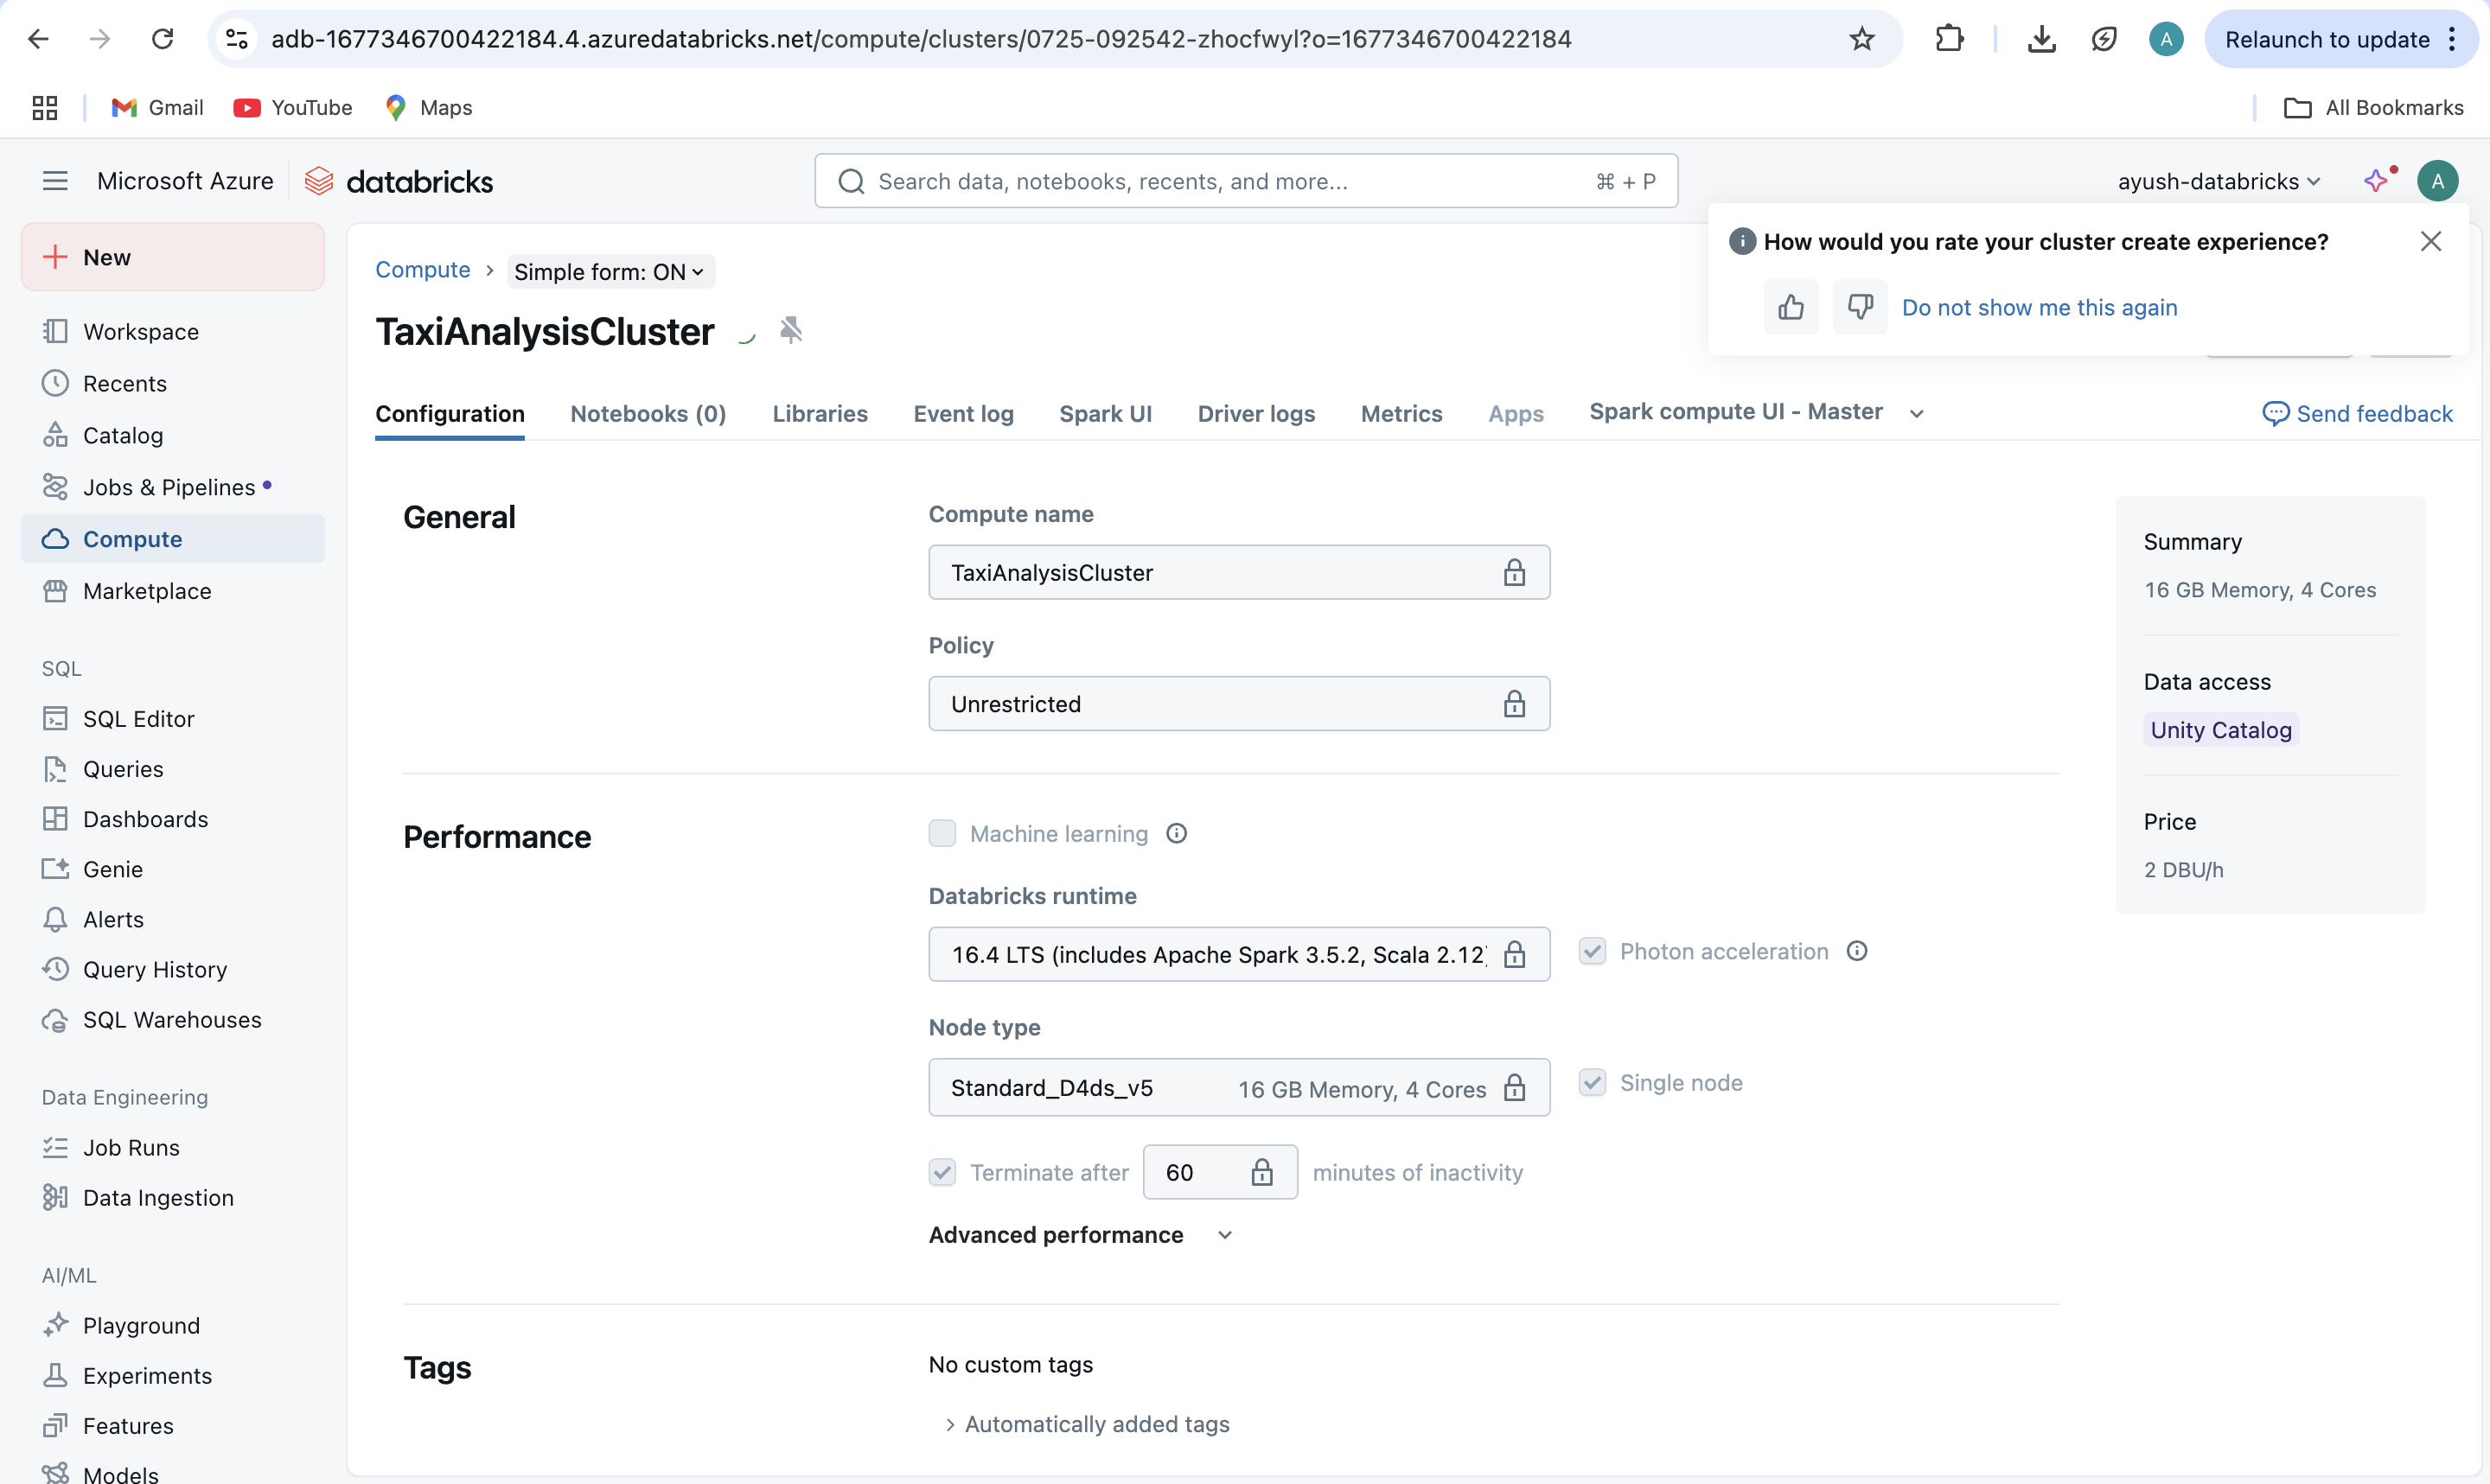 adb-1677346700422184.4.azuredatabricks.net/compute/clusters/0725-092542-zhocfwyl?o=1677346700422184
A
Relaunch to update
Gmail
YouTube
Maps
All Bookmarks
Microsoft Azure
databricks
Search data, notebooks, recents, and more...
⌘ + P
ayush-databricks
A
How would you rate your cluster create experience?
Do not show me this again
New
Workspace
Recents
Catalog
Jobs & Pipelines
Compute
Marketplace
SQL
SQL Editor
Queries
Dashboards
Genie
Alerts
Query History
SQL Warehouses
Data Engineering
Job Runs
Data Ingestion
AI/ML
Playground
Experiments
Features
Models
Compute › Simple form: ON
TaxiAnalysisCluster
Configuration
Notebooks (0)
Libraries
Event log
Spark UI
Driver logs
Metrics
Apps
Spark compute UI - Master
Send feedback
General
Compute name
TaxiAnalysisCluster
Policy
Unrestricted
Performance
Machine learning
Databricks runtime
16.4 LTS (includes Apache Spark 3.5.2, Scala 2.12)
Photon acceleration
Node type
Standard_D4ds_v5
16 GB Memory, 4 Cores
Single node
Terminate after 60 minutes of inactivity
Advanced performance
Tags
No custom tags
Automatically added tags
Summary
16 GB Memory, 4 Cores
Data access
Unity Catalog
Price
2 DBU/h